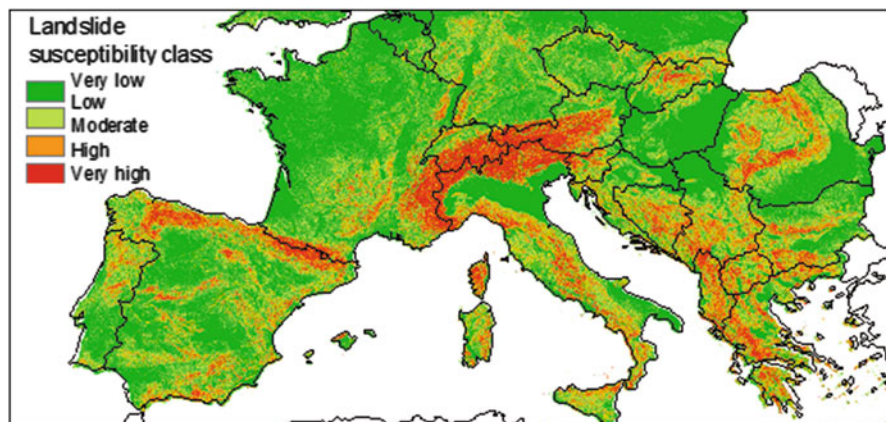 Landslide
susceptibility class
Very low
Low
Moderate
High
Very high